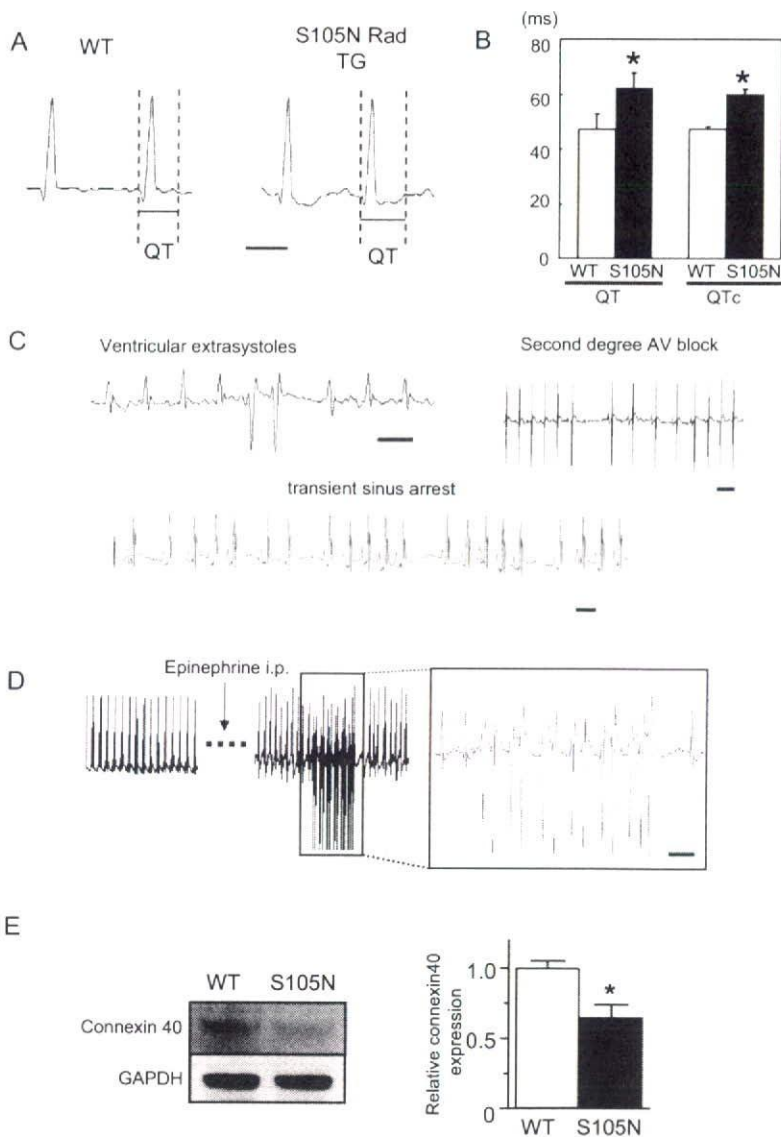 A
WT
S105N Rad
TG
QT
QT
B
(ms)
80
60
40
20
0
*
*
WT S105N
WT S105N
QT
QTc
C
Ventricular extrasystoles
Second degree AV block
transient sinus arrest
D
Epinephrine i.p.
E
WT S105N
Connexin 40
GAPDH
Relative connexin40
expression
1.0
0.5
0
*
WT S105N